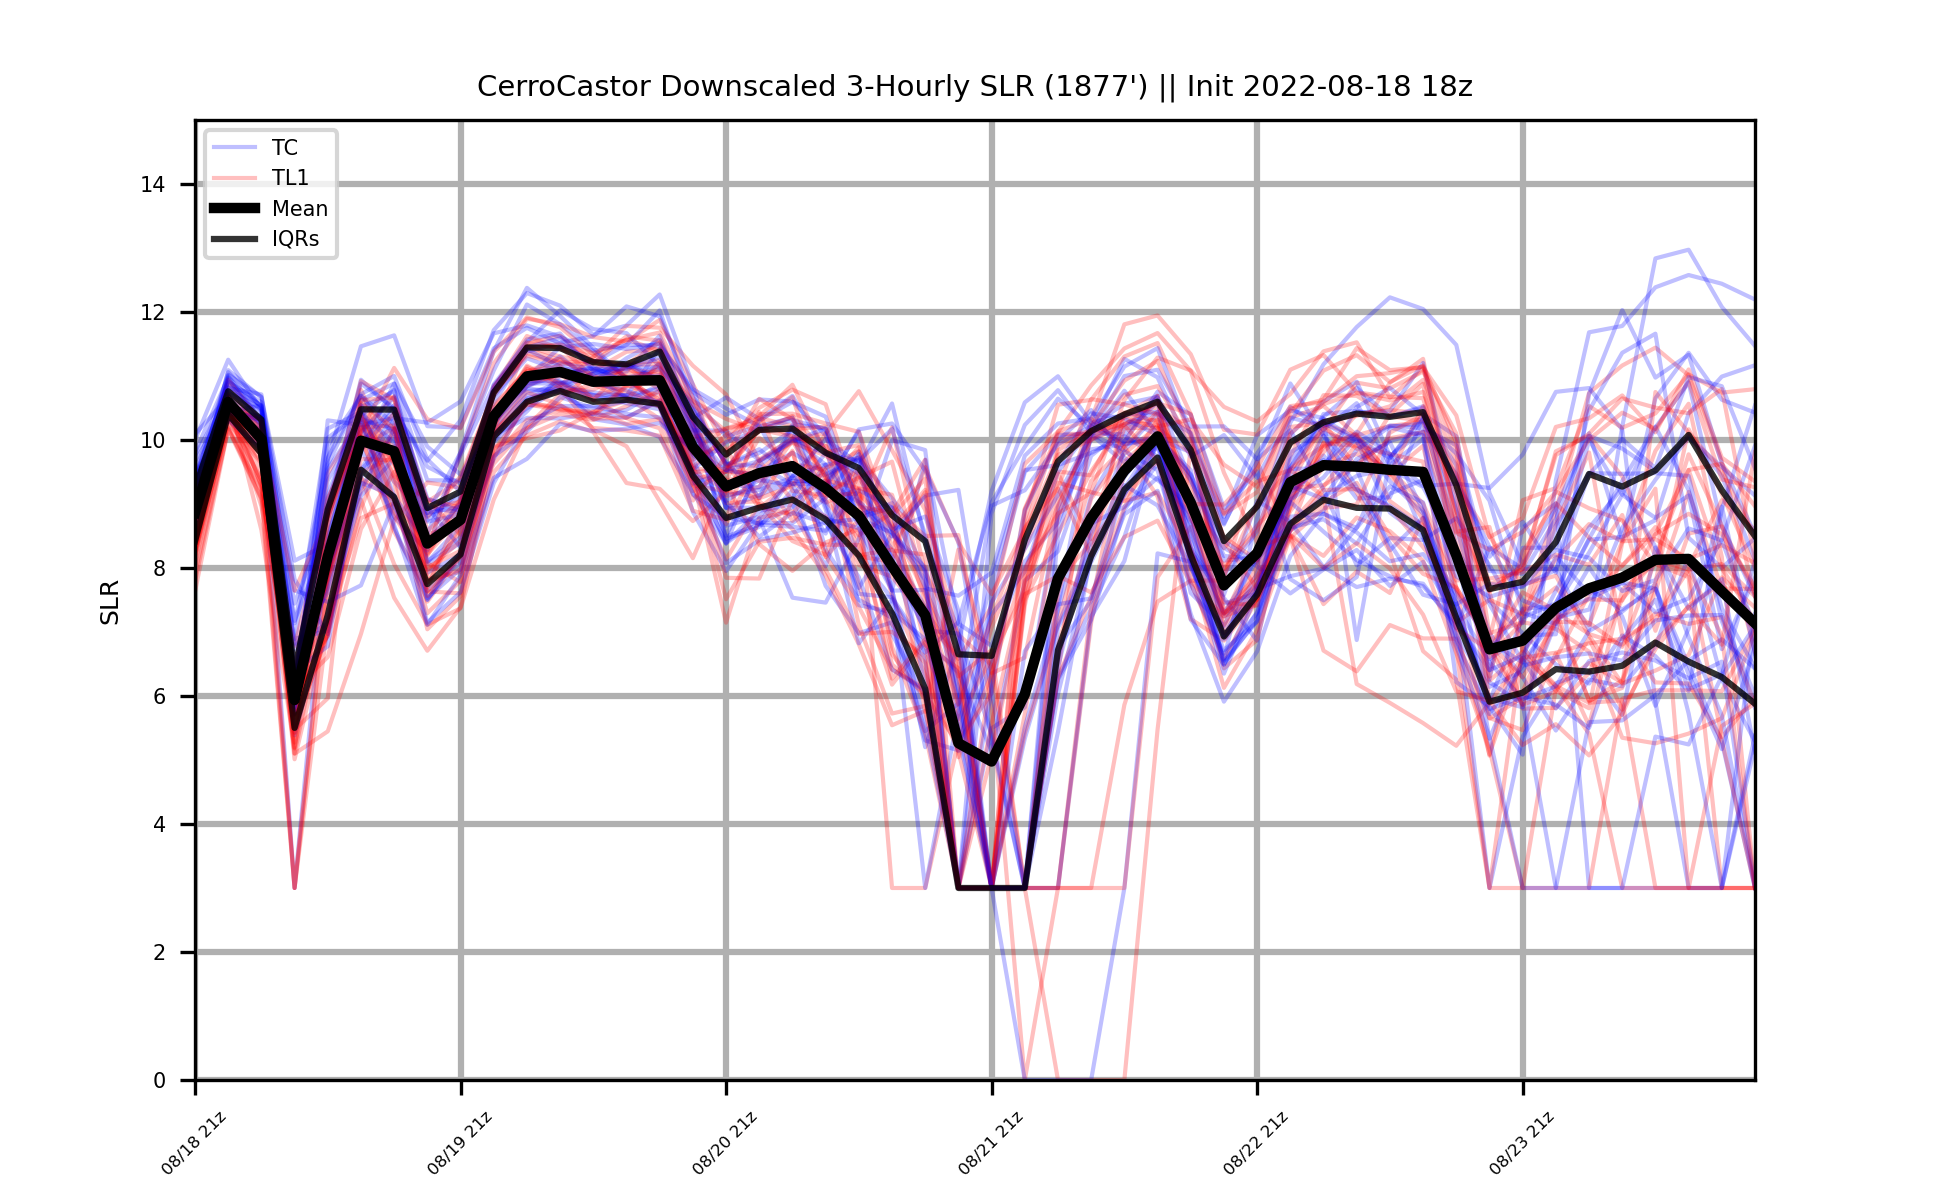 CerroCastor Downscaled 3-Hourly SLR (1877') || Init 2022-08-18 18z
TC
TL1
Mean
IQRs
14
12
10
8
6
4
2
0
SLR
08/18 21z
08/19 21z
08/20 21z
08/21 21z
08/22 21z
08/23 21z